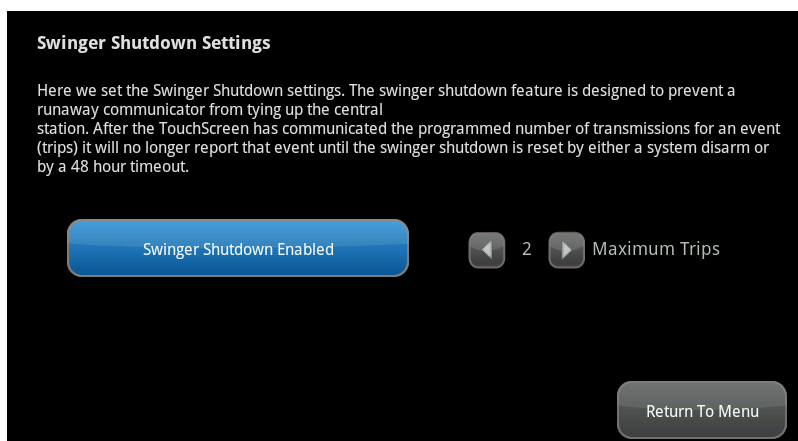 Swinger Shutdown Settings
Here we set the Swinger Shutdown settings. The swinger shutdown feature is designed to prevent a
runaway communicator from tying up the central
station. After the TouchScreen has communicated the programmed number of transmissions for an event
(trips) it will no longer report that event until the swinger shutdown is reset by either a system disarm or
by a 48 hour timeout.
Swinger Shutdown Enabled
2
Maximum Trips
Return To Menu